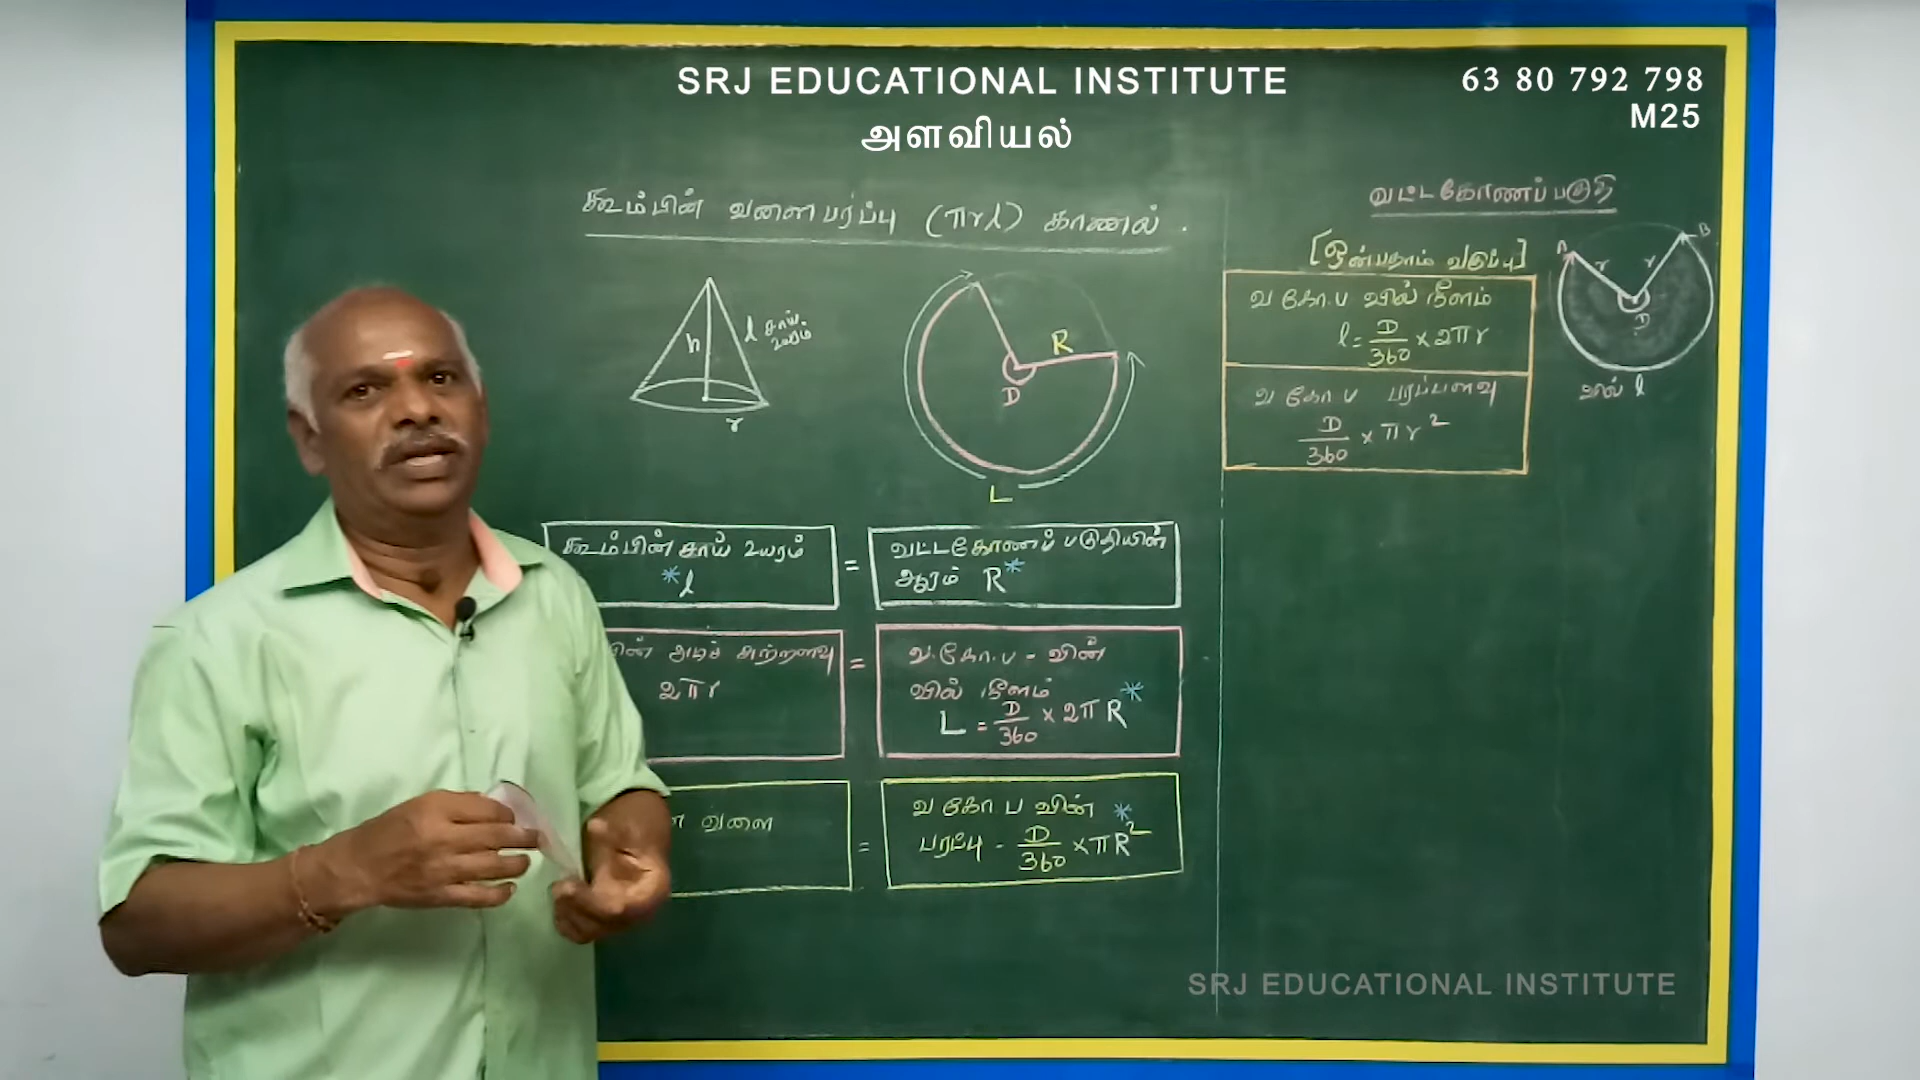 SRJ EDUCATIONAL INSTITUTE
63 80 792 798
M25
அளவியல்
கூம்பின் வளைபரப்பு (πrl) காணல்.
h
l சாய்
உயரம்
r
R
D
L
கூம்பின் சாய் உயரம்
*l
=
வட்டகோணப் பகுதியின்
ஆரம் R*
ின் அடிச் சுற்றளவு
2πr
=
வ.கோ.ப - வின்
வில் நீளம்
L = D/360 × 2πR*
ன் வளை
=
வ கோ ப வின்
பரப்பு - D/360 × πR² *
வட்டகோணப் பகுதி
[ஒன்பதாம் வகுப்பு]
வ கோ.ப வில் நீளம்
l = D/360 × 2πr
வ கோ ப பரப்பளவு
D/360 × πr²
A
B
r
r
D
வில் l
SRJ EDUCATIONAL INSTITUTE